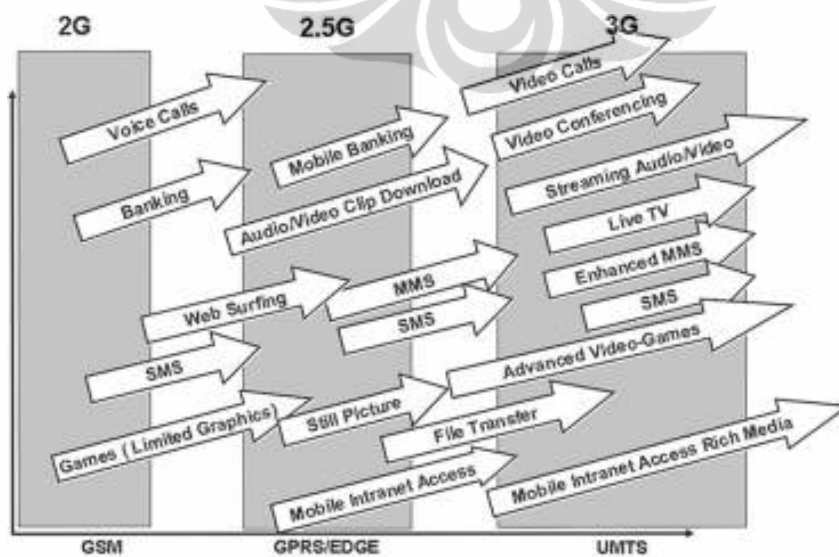 2G
2.5G
3G
Voice Calls
Banking
Web Surfing
SMS
Games ( Limited Graphics)
Mobile Banking
Audio/Video Clip Download
MMS
SMS
Still Picture
File Transfer
Mobile Intranet Access
Video Calls
Video Conferencing
Streaming Audio/Video
Live TV
Enhanced MMS
SMS
Advanced Video-Games
Mobile Intranet Access Rich Media
GSM
GPRS/EDGE
UMTS